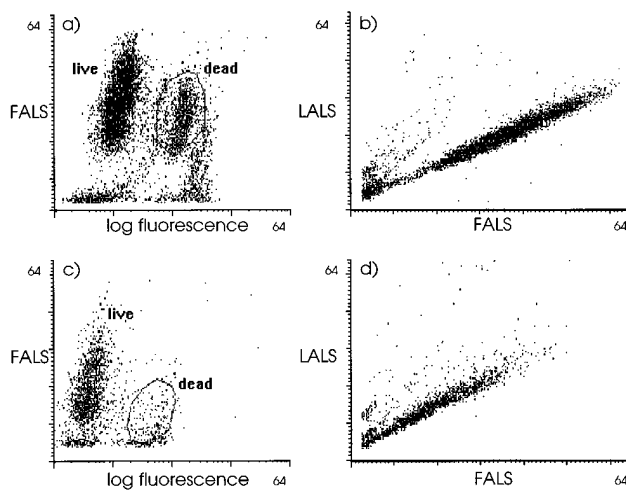 64 a)
live
dead
FALS
log fluorescence 64
64 b)
LALS
FALS 64
64 c)
live
FALS
dead
log fluorescence 64
64 d)
LALS
FALS 64